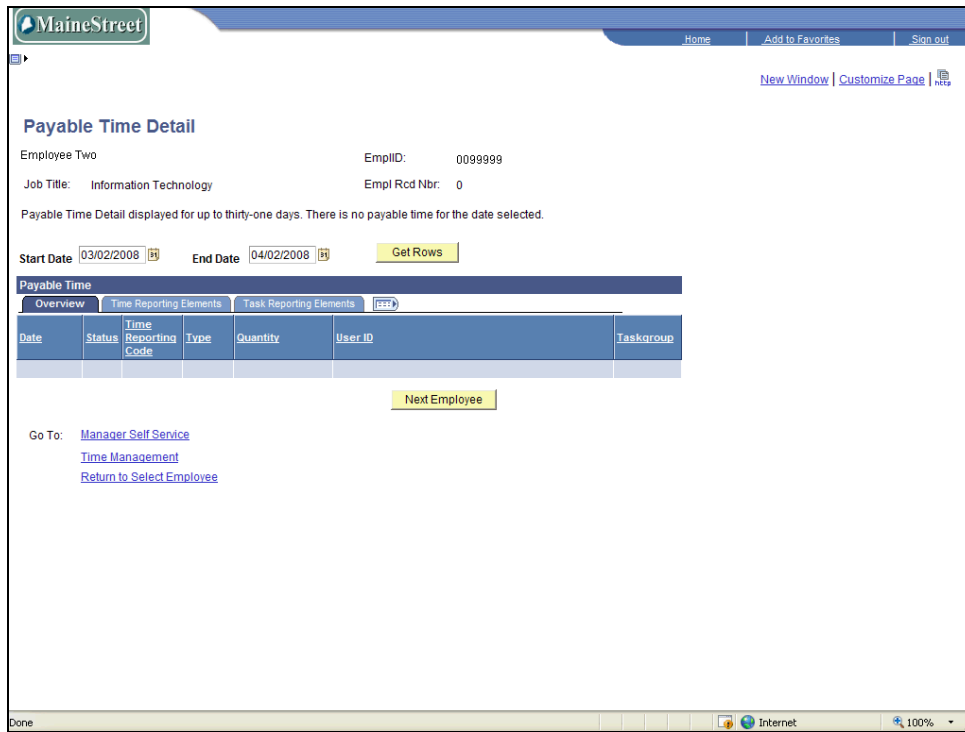 MaineStreet
Home Add to Favorites Sign out
New Window Customize Page http
Payable Time Detail
Employee Two EmplID: 0099999
Job Title: Information Technology Empl Rcd Nbr: 0
Payable Time Detail displayed for up to thirty-one days. There is no payable time for the date selected.
Start Date 03/02/2008 End Date 04/02/2008 Get Rows
Payable Time
Overview Time Reporting Elements Task Reporting Elements
Date Status Time Reporting Code Type Quantity User ID Taskgroup
Next Employee
Go To: Manager Self Service
Time Management
Return to Select Employee
Done Internet 100%